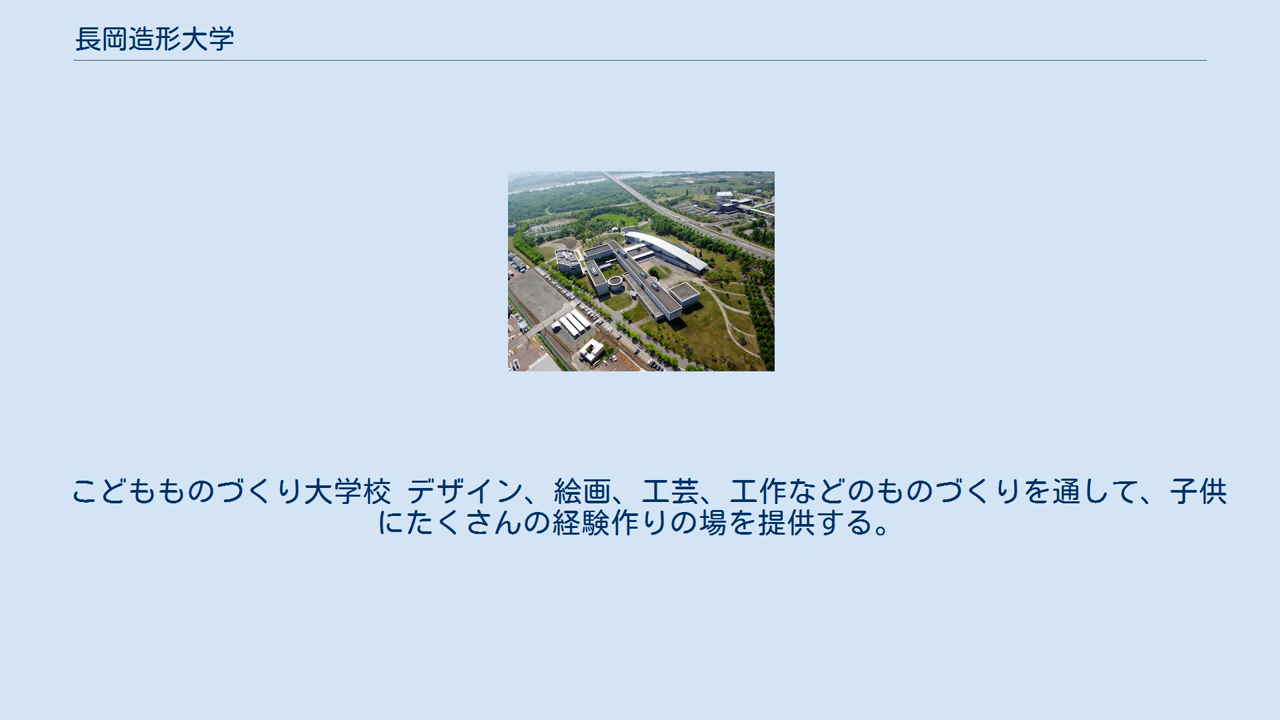 長岡造形大学
こどもものづくり大学校 デザイン、絵画、工芸、工作などのものづくりを通して、子供
にたくさんの経験作りの場を提供する。